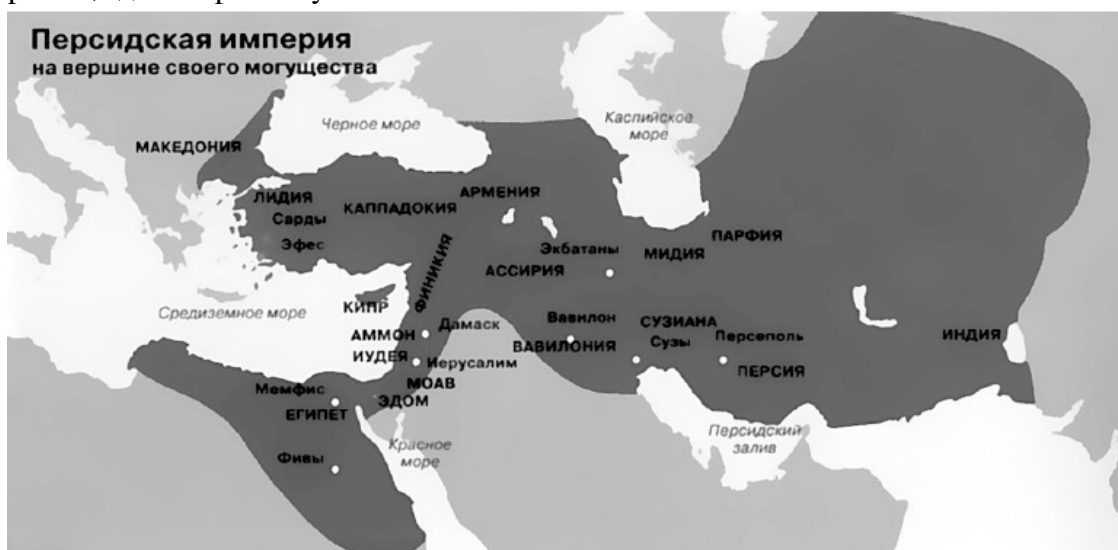 Персидская империя
на вершине своего могущества
Черное море
Каспийское
море
МАКЕДОНИЯ
ЛИДИЯ
Сарды
Эфес
КАППАДОКИЯ
АРМЕНИЯ
ФИНИКИЯ
АССИРИЯ
Экбатаны
МИДИЯ
ПАРФИЯ
Средиземное море
КИПР
АММОН
Дамаск
ИУДЕЯ
Иерусалим
МОАВ
ЭДОМ
Вавилон
ВАВИЛОНИЯ
СУЗИАНА
Сузы
Персеполь
ПЕРСИЯ
ИНДИЯ
Мемфис
ЕГИПЕТ
Фивы
Красное
море
Персидский
залив